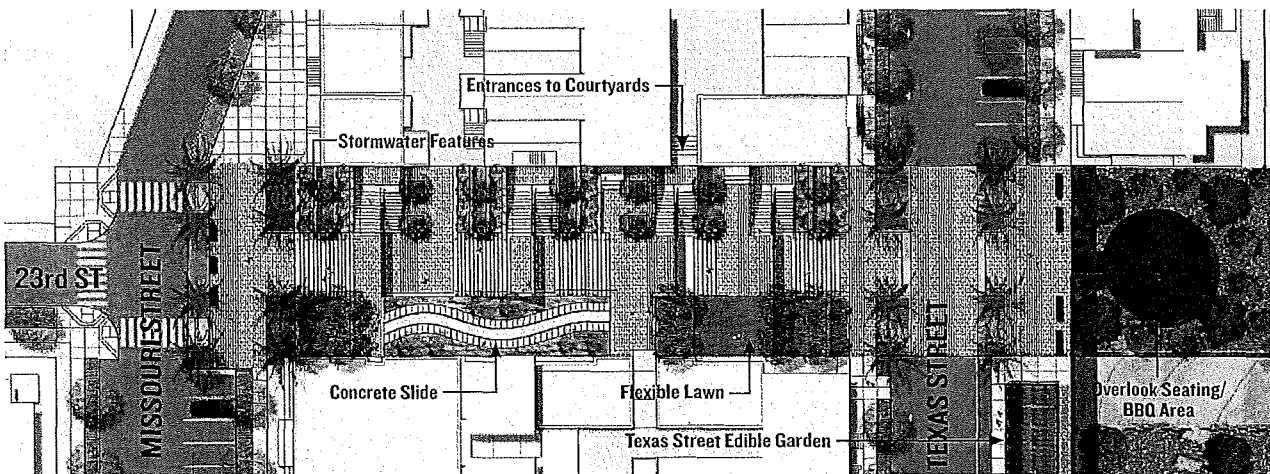 Entrances to Courtyards
Stormwater Features
23rd ST
MISSOURI STREET
TEXAS STREET
Concrete Slide
Flexible Lawn
Overlook Seating/
BBQ Area
Texas Street Edible Garden